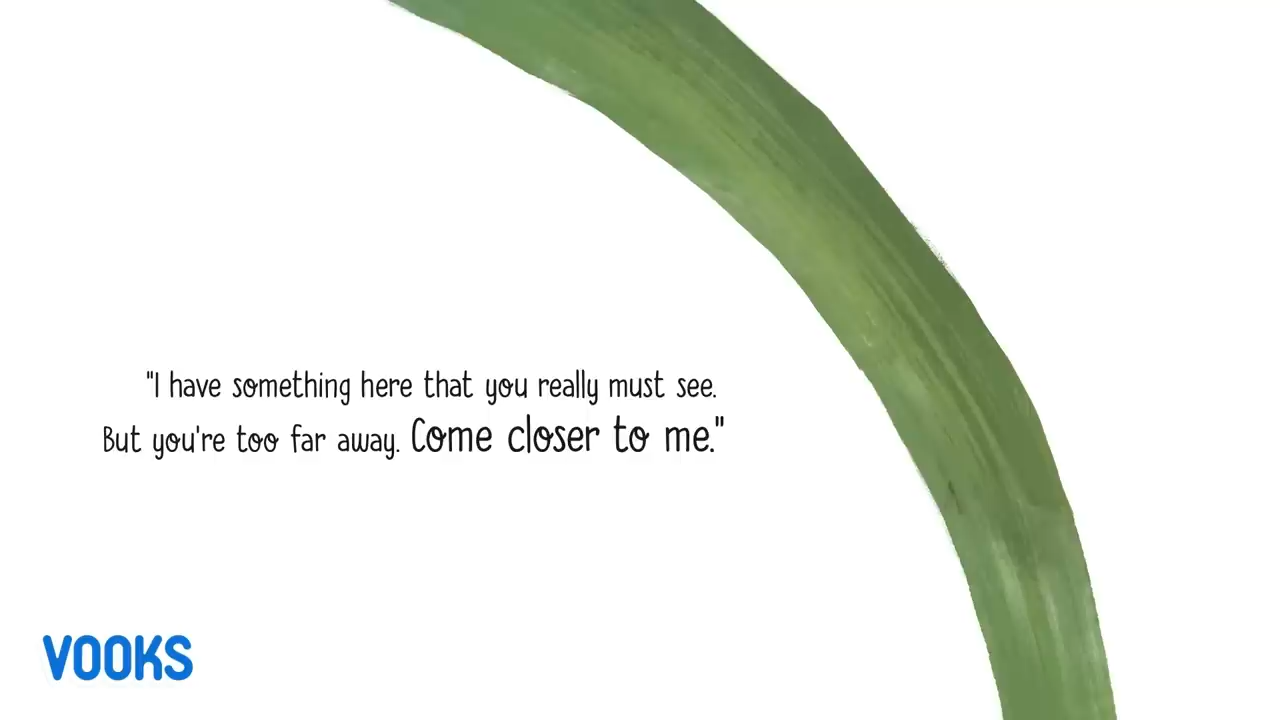 "I have something here that you really must see.
But you're too far away. Come closer to me."
VOOKS